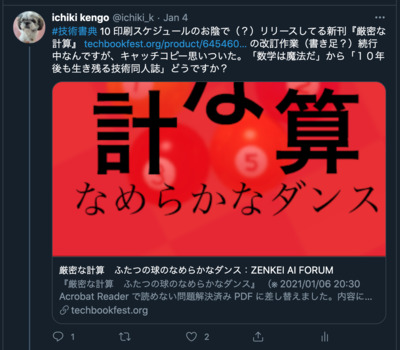 ichiki kengo @ichiki_k · Jan 4
#技術書典 10 印刷スケジュールのお陰で（？）リリースしてる新刊『厳密な
計算』 techbookfest.org/product/645460... の改訂作業（書き足？）続行
中なんですが、キャッチコピー思いついた。「数学は魔法だ」から「１０年
後も生き残る技術同人誌」どうですか？
な
計 算
5
なめらかなダンス
厳密な計算　ふたつの球のなめらかなダンス：ZENKEI AI FORUM
『厳密な計算　ふたつの球のなめらかなダンス』 （※ 2021/01/06 20:30
Acrobat Reader で読めない問題解決済み PDF に差し替えました。内容に...
techbookfest.org
1 2